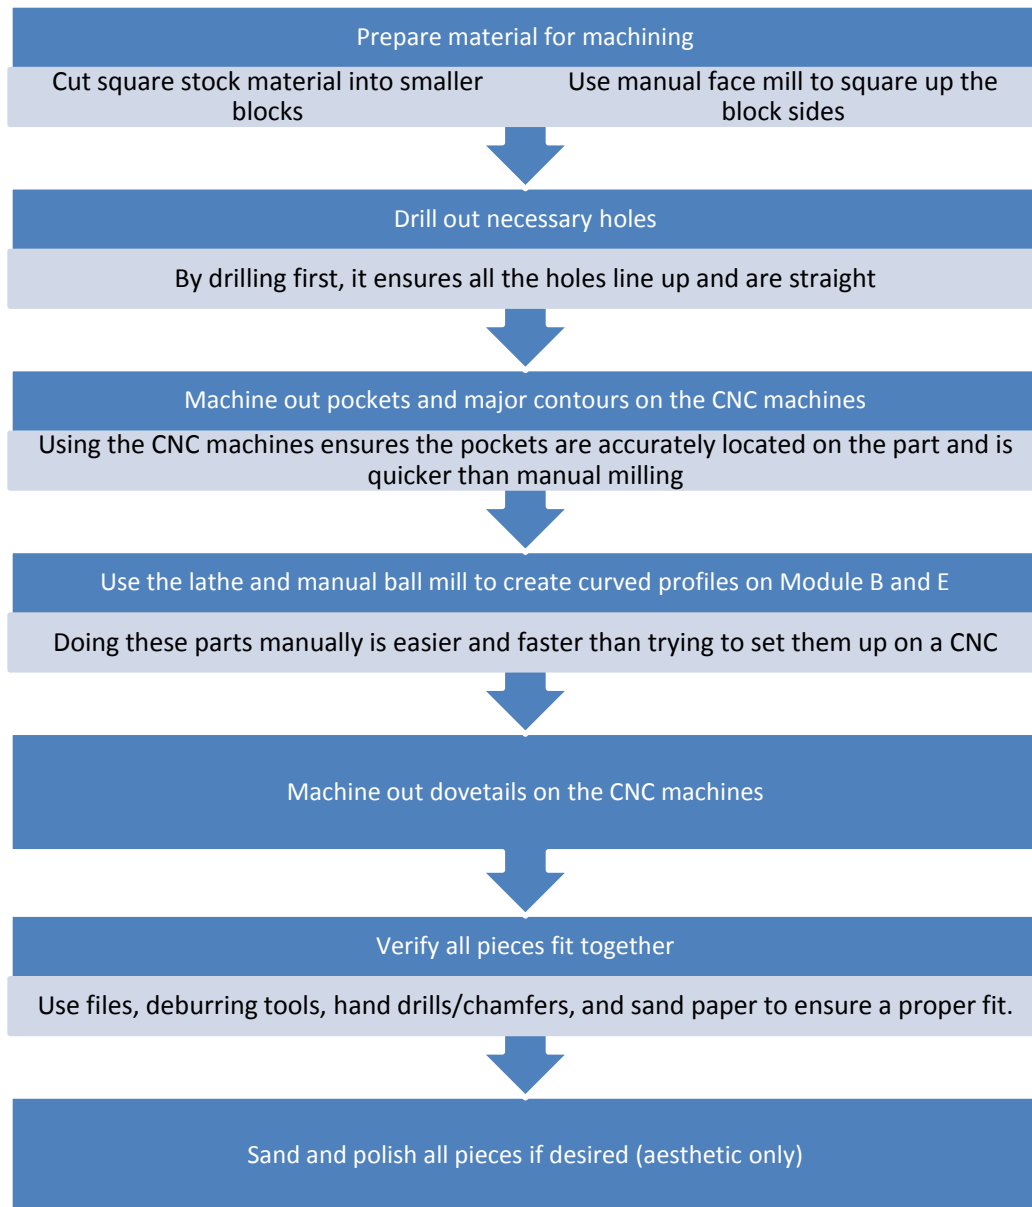 Prepare material for machining
Cut square stock material into smaller
blocks
Use manual face mill to square up the
block sides
Drill out necessary holes
By drilling first, it ensures all the holes line up and are straight
Machine out pockets and major contours on the CNC machines
Using the CNC machines ensures the pockets are accurately located on the part and is
quicker than manual milling
Use the lathe and manual ball mill to create curved profiles on Module B and E
Doing these parts manually is easier and faster than trying to set them up on a CNC
Machine out dovetails on the CNC machines
Verify all pieces fit together
Use files, deburring tools, hand drills/chamfers, and sand paper to ensure a proper fit.
Sand and polish all pieces if desired (aesthetic only)